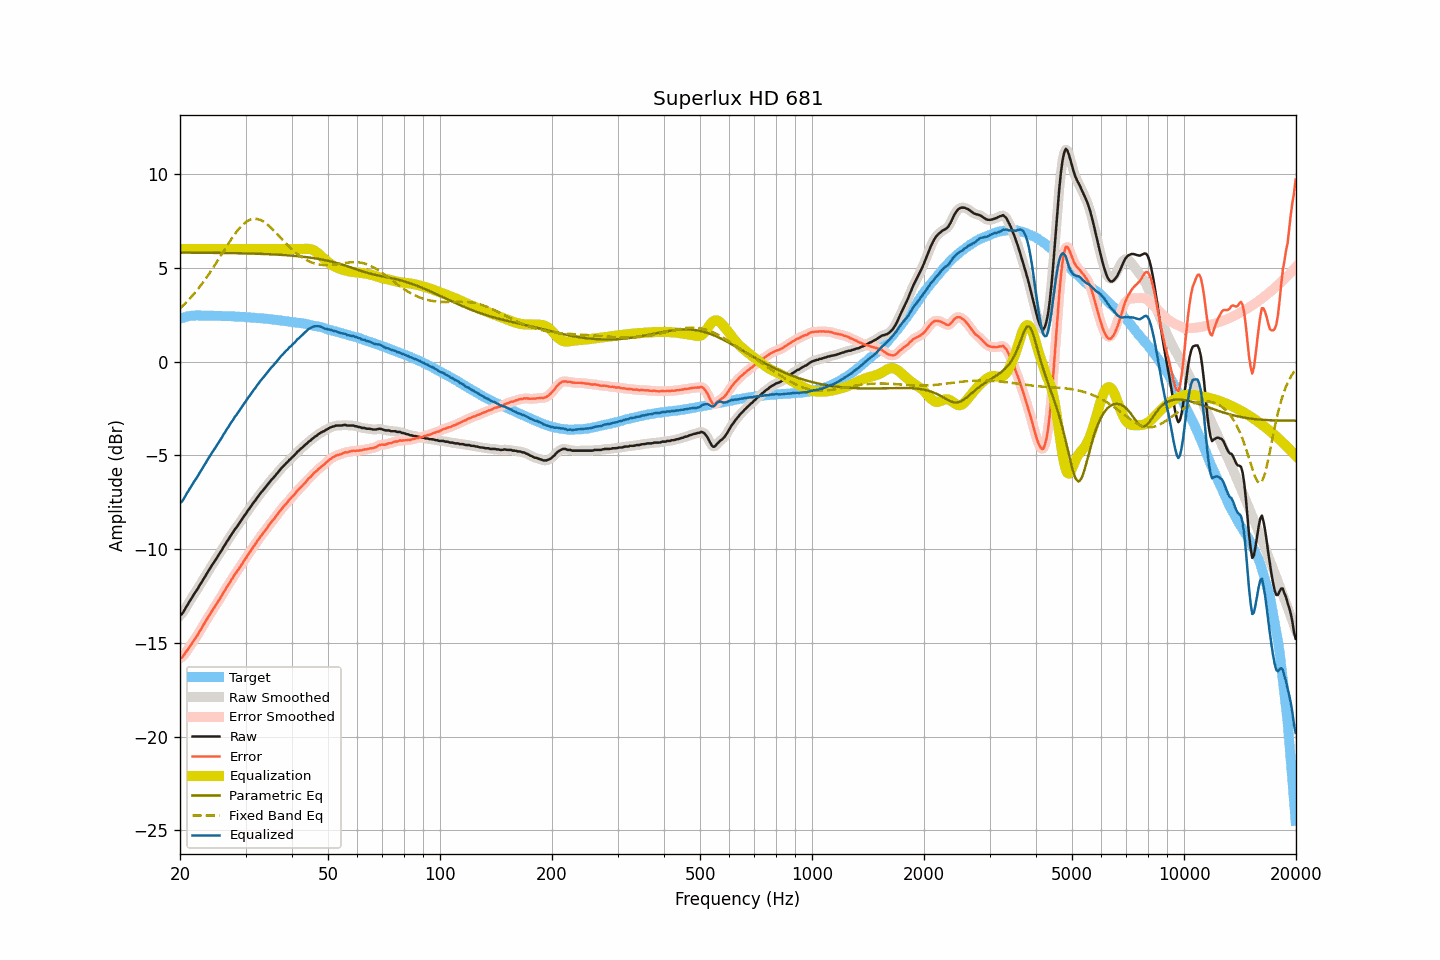 Superlux HD 681
10
5
0
−5
−10
−15
−20
−25
Amplitude (dBr)
Target
Raw Smoothed
Error Smoothed
Raw
Error
Equalization
Parametric Eq
Fixed Band Eq
Equalized
20 50 100 200 500 1000 2000 5000 10000 20000
Frequency (Hz)